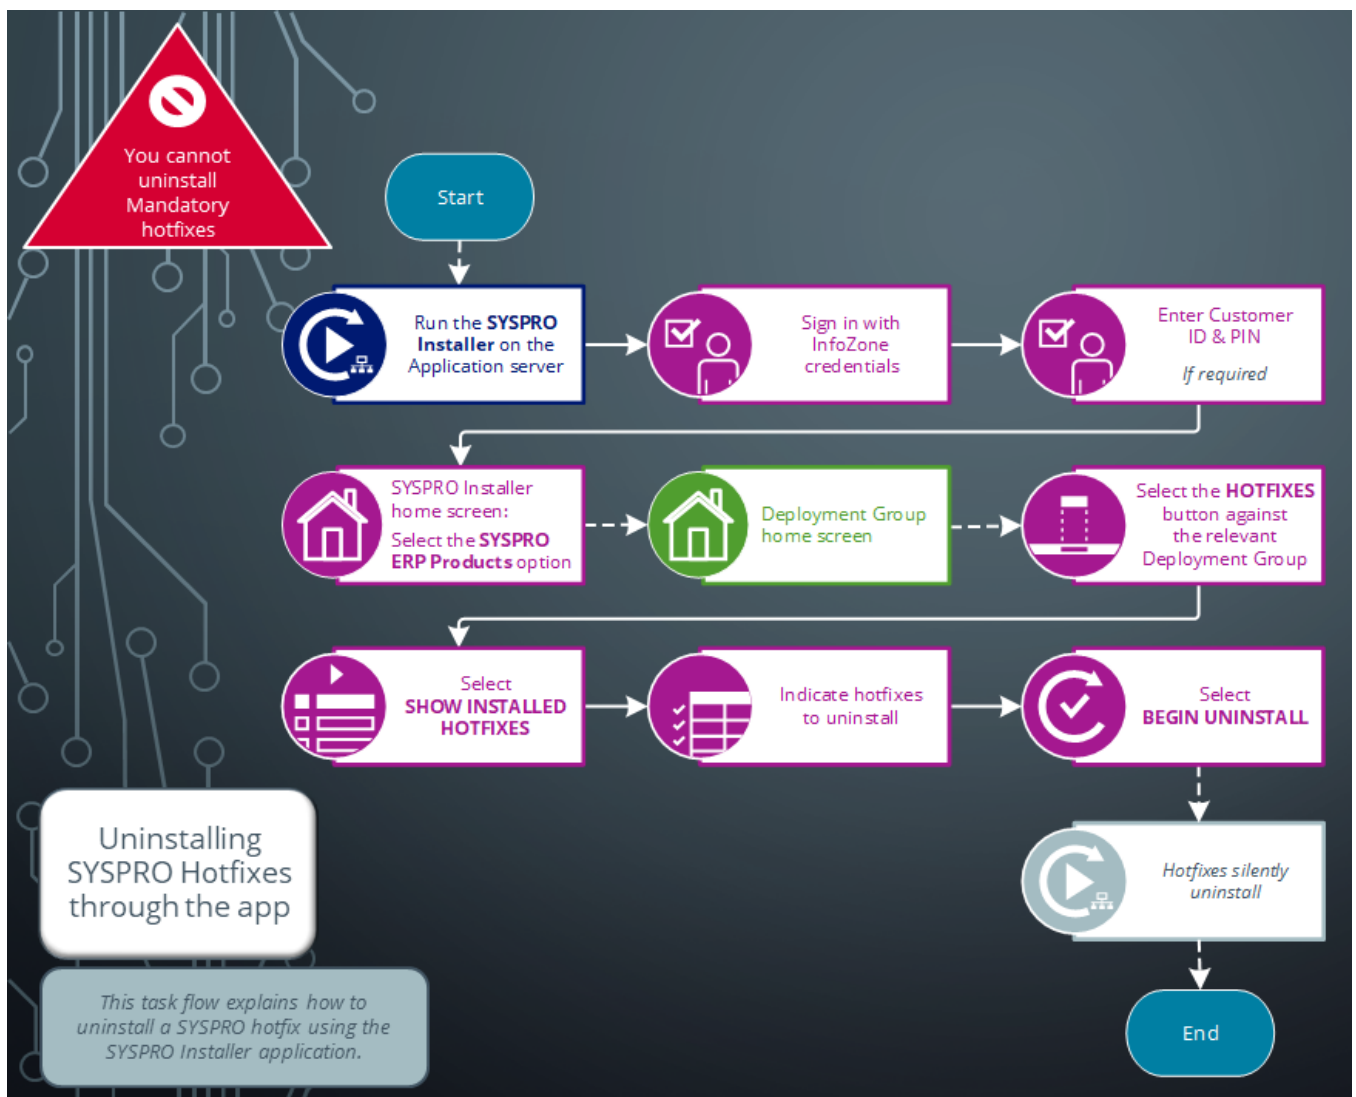 You cannot
uninstall
Mandatory
hotfixes
Start
Run the SYSPRO
Installer on the
Application server
Sign in with
InfoZone
credentials
Enter Customer
ID & PIN
If required
SYSPRO Installer
home screen:
Select the SYSPRO
ERP Products option
Deployment Group
home screen
Select the HOTFIXES
button against
the relevant
Deployment Group
Select
SHOW INSTALLED
HOTFIXES
Indicate hotfixes
to uninstall
Select
BEGIN UNINSTALL
Hotfixes silently
uninstall
End
Uninstalling
SYSPRO Hotfixes
through the app
This task flow explains how to
uninstall a SYSPRO hotfix using the
SYSPRO Installer application.